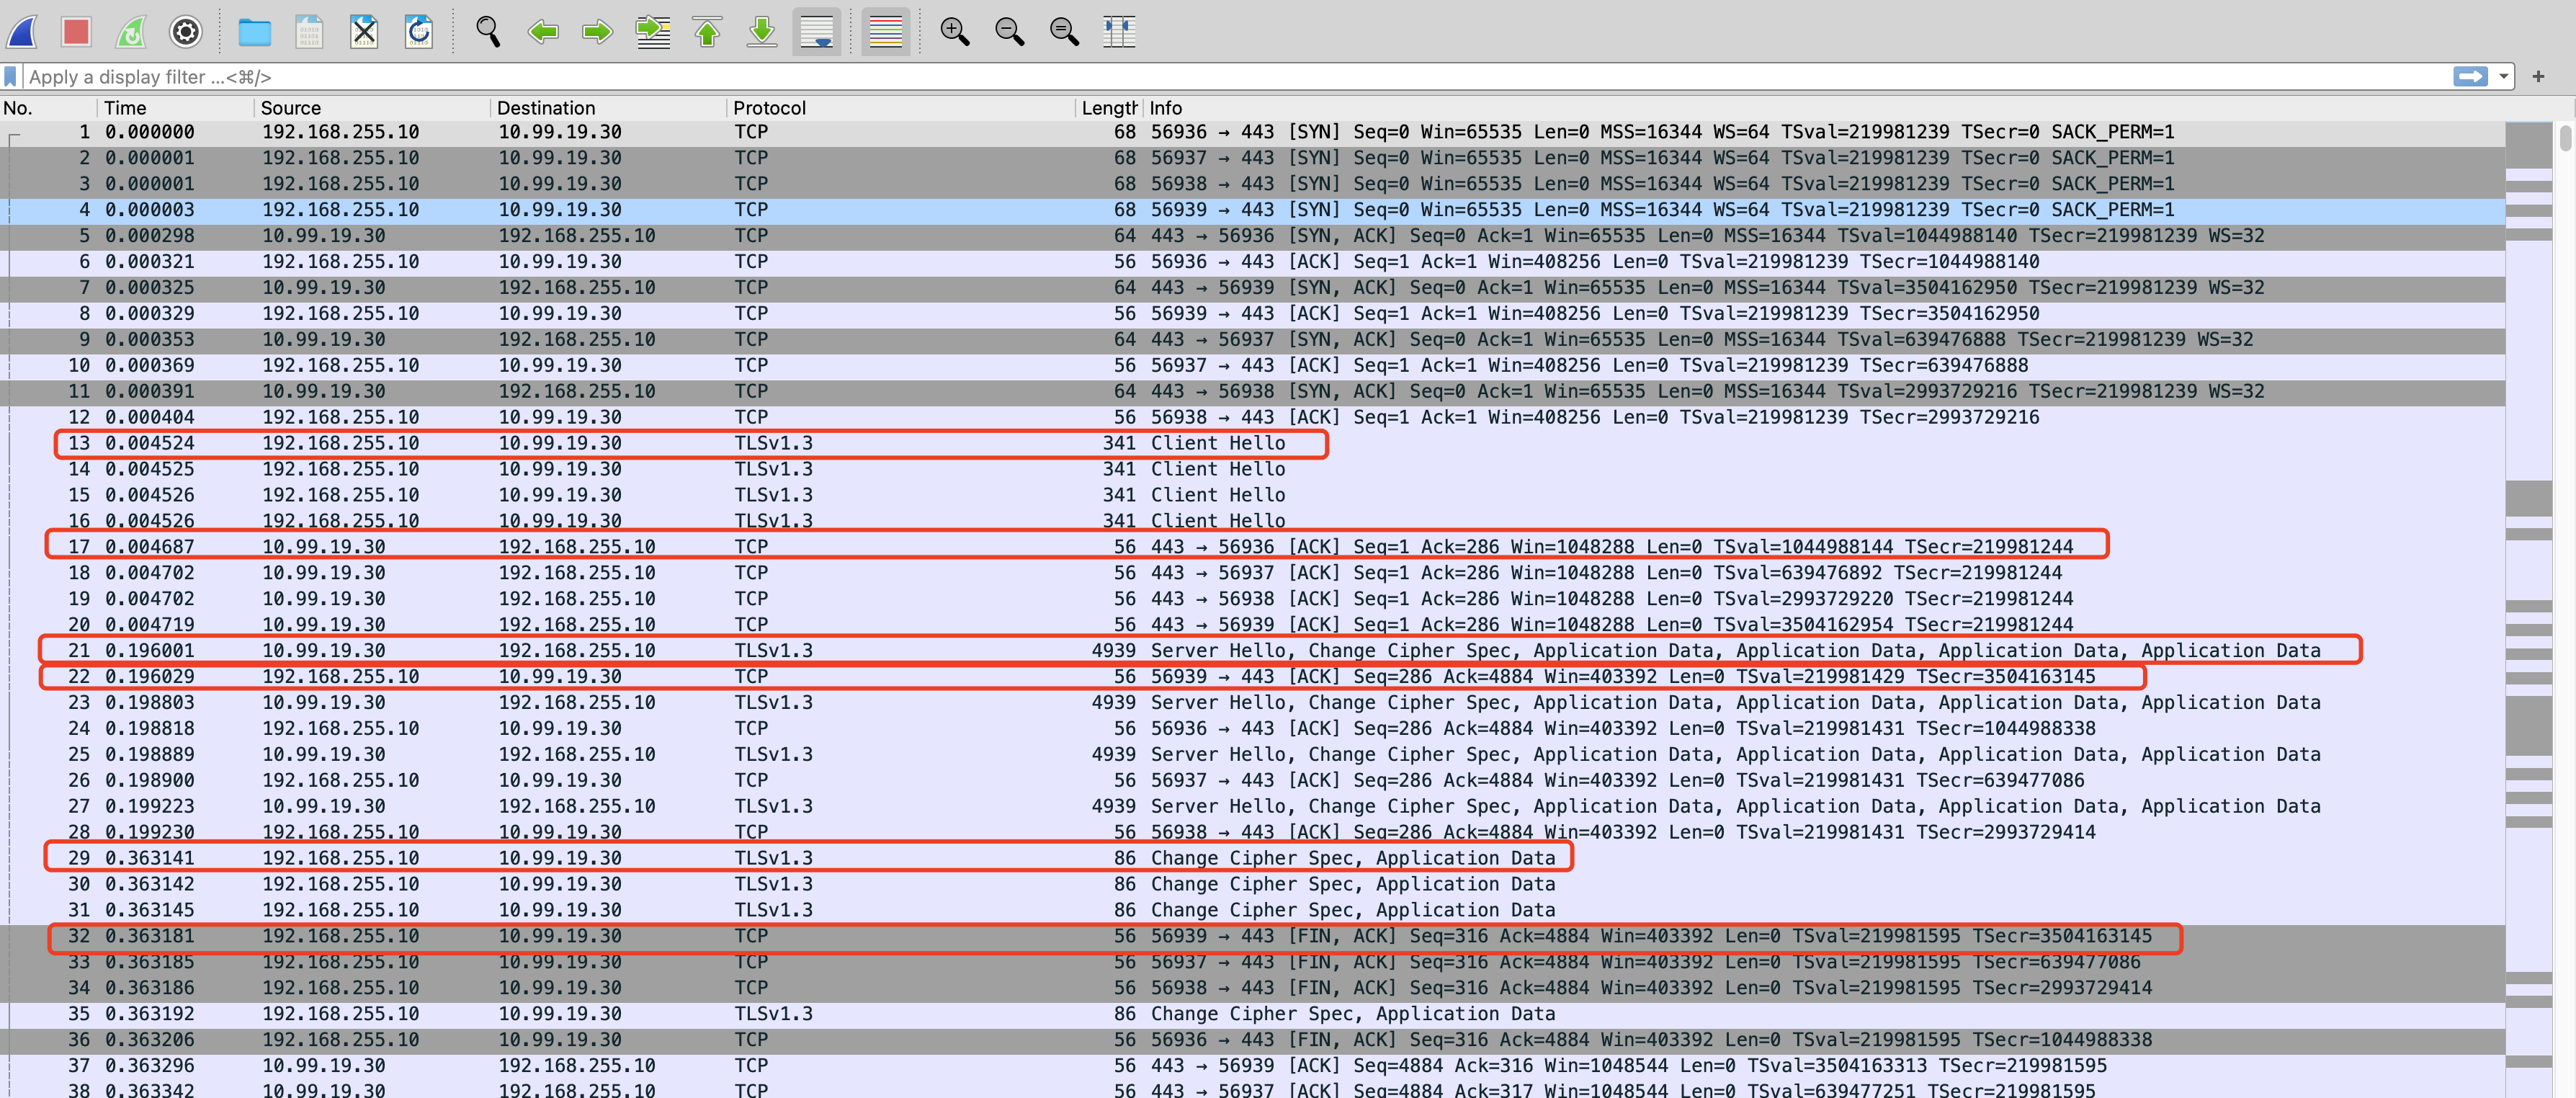 Apply a display filter ...<⌘/>
No. Time Source Destination Protocol Length Info
1 0.000000 192.168.255.10 10.99.19.30 TCP 68 56936 → 443 [SYN] Seq=0 Win=65535 Len=0 MSS=16344 WS=64 TSval=219981239 TSecr=0 SACK_PERM=1
2 0.000001 192.168.255.10 10.99.19.30 TCP 68 56937 → 443 [SYN] Seq=0 Win=65535 Len=0 MSS=16344 WS=64 TSval=219981239 TSecr=0 SACK_PERM=1
3 0.000001 192.168.255.10 10.99.19.30 TCP 68 56938 → 443 [SYN] Seq=0 Win=65535 Len=0 MSS=16344 WS=64 TSval=219981239 TSecr=0 SACK_PERM=1
4 0.000003 192.168.255.10 10.99.19.30 TCP 68 56939 → 443 [SYN] Seq=0 Win=65535 Len=0 MSS=16344 WS=64 TSval=219981239 TSecr=0 SACK_PERM=1
5 0.000298 10.99.19.30 192.168.255.10 TCP 64 443 → 56936 [SYN, ACK] Seq=0 Ack=1 Win=65535 Len=0 MSS=16344 TSval=1044988140 TSecr=219981239 WS=32
6 0.000321 192.168.255.10 10.99.19.30 TCP 56 56936 → 443 [ACK] Seq=1 Ack=1 Win=408256 Len=0 TSval=219981239 TSecr=1044988140
7 0.000325 10.99.19.30 192.168.255.10 TCP 64 443 → 56939 [SYN, ACK] Seq=0 Ack=1 Win=65535 Len=0 MSS=16344 TSval=3504162950 TSecr=219981239 WS=32
8 0.000329 192.168.255.10 10.99.19.30 TCP 56 56939 → 443 [ACK] Seq=1 Ack=1 Win=408256 Len=0 TSval=219981239 TSecr=3504162950
9 0.000353 10.99.19.30 192.168.255.10 TCP 64 443 → 56937 [SYN, ACK] Seq=0 Ack=1 Win=65535 Len=0 MSS=16344 TSval=639476888 TSecr=219981239 WS=32
10 0.000369 192.168.255.10 10.99.19.30 TCP 56 56937 → 443 [ACK] Seq=1 Ack=1 Win=408256 Len=0 TSval=219981239 TSecr=639476888
11 0.000391 10.99.19.30 192.168.255.10 TCP 64 443 → 56938 [SYN, ACK] Seq=0 Ack=1 Win=65535 Len=0 MSS=16344 TSval=2993729216 TSecr=219981239 WS=32
12 0.000404 192.168.255.10 10.99.19.30 TCP 56 56938 → 443 [ACK] Seq=1 Ack=1 Win=408256 Len=0 TSval=219981239 TSecr=2993729216
13 0.004524 192.168.255.10 10.99.19.30 TLSv1.3 341 Client Hello
14 0.004525 192.168.255.10 10.99.19.30 TLSv1.3 341 Client Hello
15 0.004526 192.168.255.10 10.99.19.30 TLSv1.3 341 Client Hello
16 0.004526 192.168.255.10 10.99.19.30 TLSv1.3 341 Client Hello
17 0.004687 10.99.19.30 192.168.255.10 TCP 56 443 → 56936 [ACK] Seq=1 Ack=286 Win=1048288 Len=0 TSval=1044988144 TSecr=219981244
18 0.004702 10.99.19.30 192.168.255.10 TCP 56 443 → 56937 [ACK] Seq=1 Ack=286 Win=1048288 Len=0 TSval=639476892 TSecr=219981244
19 0.004702 10.99.19.30 192.168.255.10 TCP 56 443 → 56938 [ACK] Seq=1 Ack=286 Win=1048288 Len=0 TSval=2993729220 TSecr=219981244
20 0.004719 10.99.19.30 192.168.255.10 TCP 56 443 → 56939 [ACK] Seq=1 Ack=286 Win=1048288 Len=0 TSval=3504162954 TSecr=219981244
21 0.196001 10.99.19.30 192.168.255.10 TLSv1.3 4939 Server Hello, Change Cipher Spec, Application Data, Application Data, Application Data, Application Data
22 0.196029 192.168.255.10 10.99.19.30 TCP 56 56939 → 443 [ACK] Seq=286 Ack=4884 Win=403392 Len=0 TSval=219981429 TSecr=3504163145
23 0.198803 10.99.19.30 192.168.255.10 TLSv1.3 4939 Server Hello, Change Cipher Spec, Application Data, Application Data, Application Data, Application Data
24 0.198818 192.168.255.10 10.99.19.30 TCP 56 56936 → 443 [ACK] Seq=286 Ack=4884 Win=403392 Len=0 TSval=219981431 TSecr=1044988338
25 0.198889 10.99.19.30 192.168.255.10 TLSv1.3 4939 Server Hello, Change Cipher Spec, Application Data, Application Data, Application Data, Application Data
26 0.198900 192.168.255.10 10.99.19.30 TCP 56 56937 → 443 [ACK] Seq=286 Ack=4884 Win=403392 Len=0 TSval=219981431 TSecr=639477086
27 0.199223 10.99.19.30 192.168.255.10 TLSv1.3 4939 Server Hello, Change Cipher Spec, Application Data, Application Data, Application Data, Application Data
28 0.199230 192.168.255.10 10.99.19.30 TCP 56 56938 → 443 [ACK] Seq=286 Ack=4884 Win=403392 Len=0 TSval=219981431 TSecr=2993729414
29 0.363141 192.168.255.10 10.99.19.30 TLSv1.3 86 Change Cipher Spec, Application Data
30 0.363142 192.168.255.10 10.99.19.30 TLSv1.3 86 Change Cipher Spec, Application Data
31 0.363145 192.168.255.10 10.99.19.30 TLSv1.3 86 Change Cipher Spec, Application Data
32 0.363181 192.168.255.10 10.99.19.30 TCP 56 56939 → 443 [FIN, ACK] Seq=316 Ack=4884 Win=403392 Len=0 TSval=219981595 TSecr=3504163145
33 0.363185 192.168.255.10 10.99.19.30 TCP 56 56937 → 443 [FIN, ACK] Seq=316 Ack=4884 Win=403392 Len=0 TSval=219981595 TSecr=639477086
34 0.363186 192.168.255.10 10.99.19.30 TCP 56 56938 → 443 [FIN, ACK] Seq=316 Ack=4884 Win=403392 Len=0 TSval=219981595 TSecr=2993729414
35 0.363192 192.168.255.10 10.99.19.30 TLSv1.3 86 Change Cipher Spec, Application Data
36 0.363206 192.168.255.10 10.99.19.30 TCP 56 56936 → 443 [FIN, ACK] Seq=316 Ack=4884 Win=403392 Len=0 TSval=219981595 TSecr=1044988338
37 0.363296 10.99.19.30 192.168.255.10 TCP 56 443 → 56939 [ACK] Seq=4884 Ack=316 Win=1048544 Len=0 TSval=3504163313 TSecr=219981595
38 0.363342 10.99.19.30 192.168.255.10 TCP 56 443 → 56937 [ACK] Seq=4884 Ack=317 Win=1048544 Len=0 TSval=639477251 TSecr=219981595